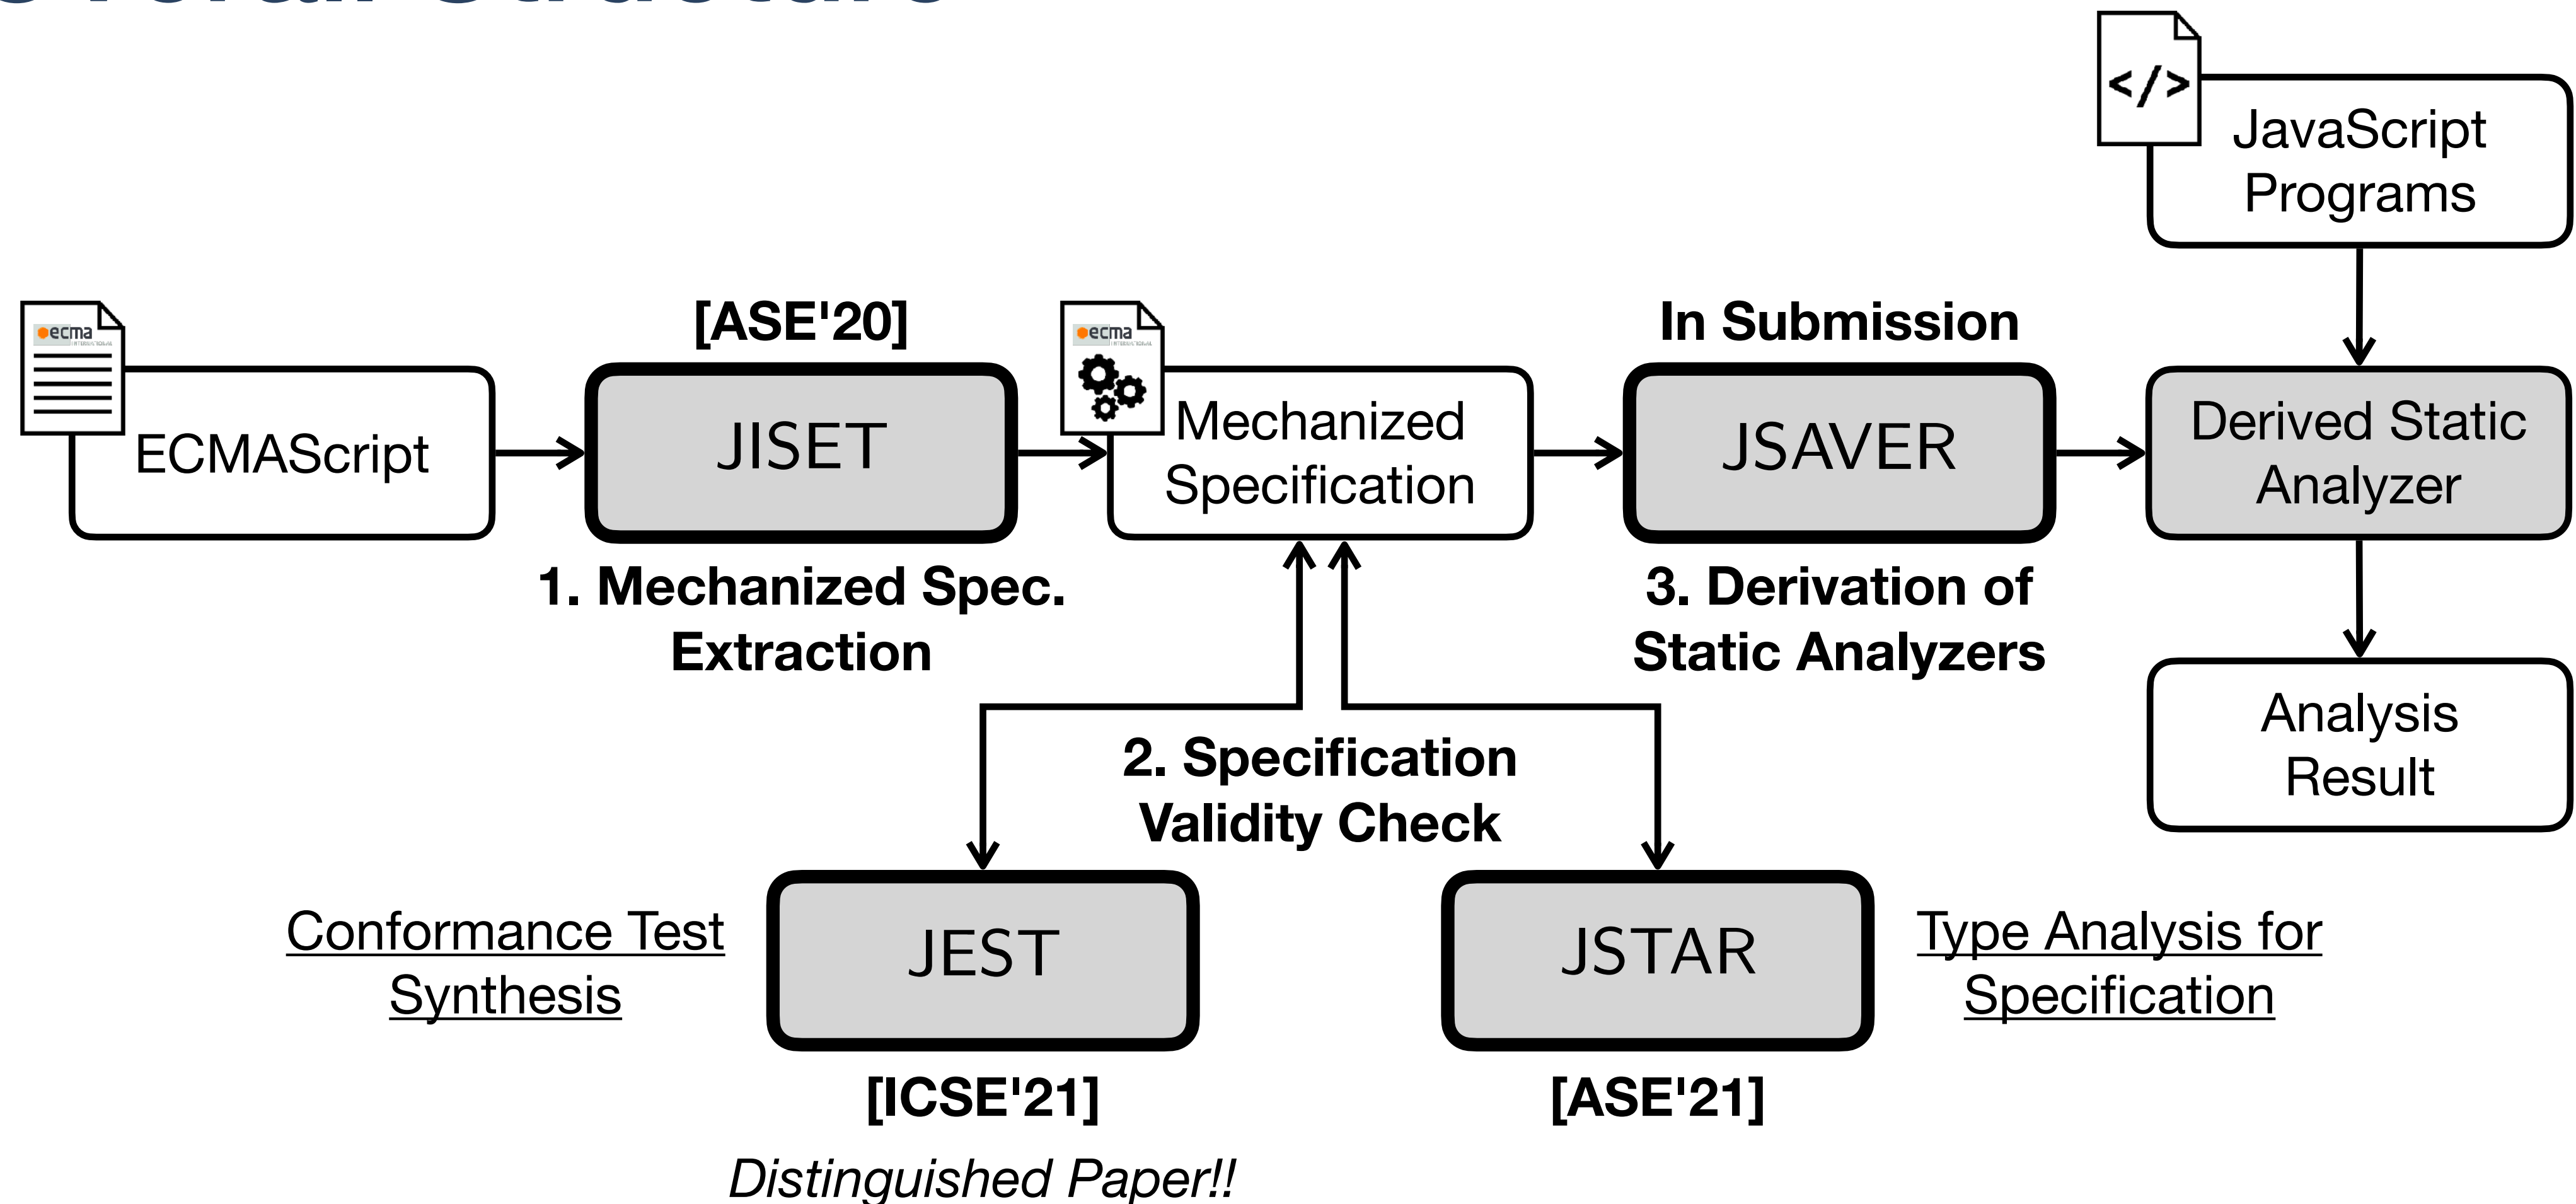 </>
JavaScript
Programs
[ASE'20]
In Submission
ecma
ecma
ECMAScript
JISET
Mechanized
Specification
JSAVER
Derived Static
Analyzer
1. Mechanized Spec.
Extraction
3. Derivation of
Static Analyzers
2. Specification
Validity Check
Analysis
Result
Conformance Test
Synthesis
JEST
JSTAR
Type Analysis for
Specification
[ICSE'21]
[ASE'21]
Distinguished Paper!!